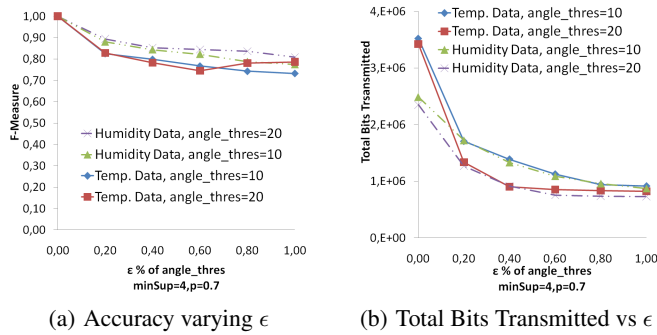 1,00
0,90
0,80
0,70
0,60
0,50
0,40
0,30
0,20
0,10
0,00
F-Measure
Humidity Data, angle_thres=20
Humidity Data, angle_thres=10
Temp. Data, angle_thres=10
Temp. Data, angle_thres=20
0,00 0,20 0,40 0,60 0,80 1,00
ε % of angle_thres
minSup=4,p=0.7
(a) Accuracy varying ϵ
4,E+06
3,E+06
2,E+06
1,E+06
0,E+00
Total Bits Trsansmitted
Temp. Data, angle_thres=10
Temp. Data, angle_thres=20
Humidity Data, angle_thres=10
Humidity Data, angle_thres=20
0,00 0,20 0,40 0,60 0,80 1,00
ε % of angle_thres
minSup=4,p=0.7
(b) Total Bits Transmitted vs ϵ